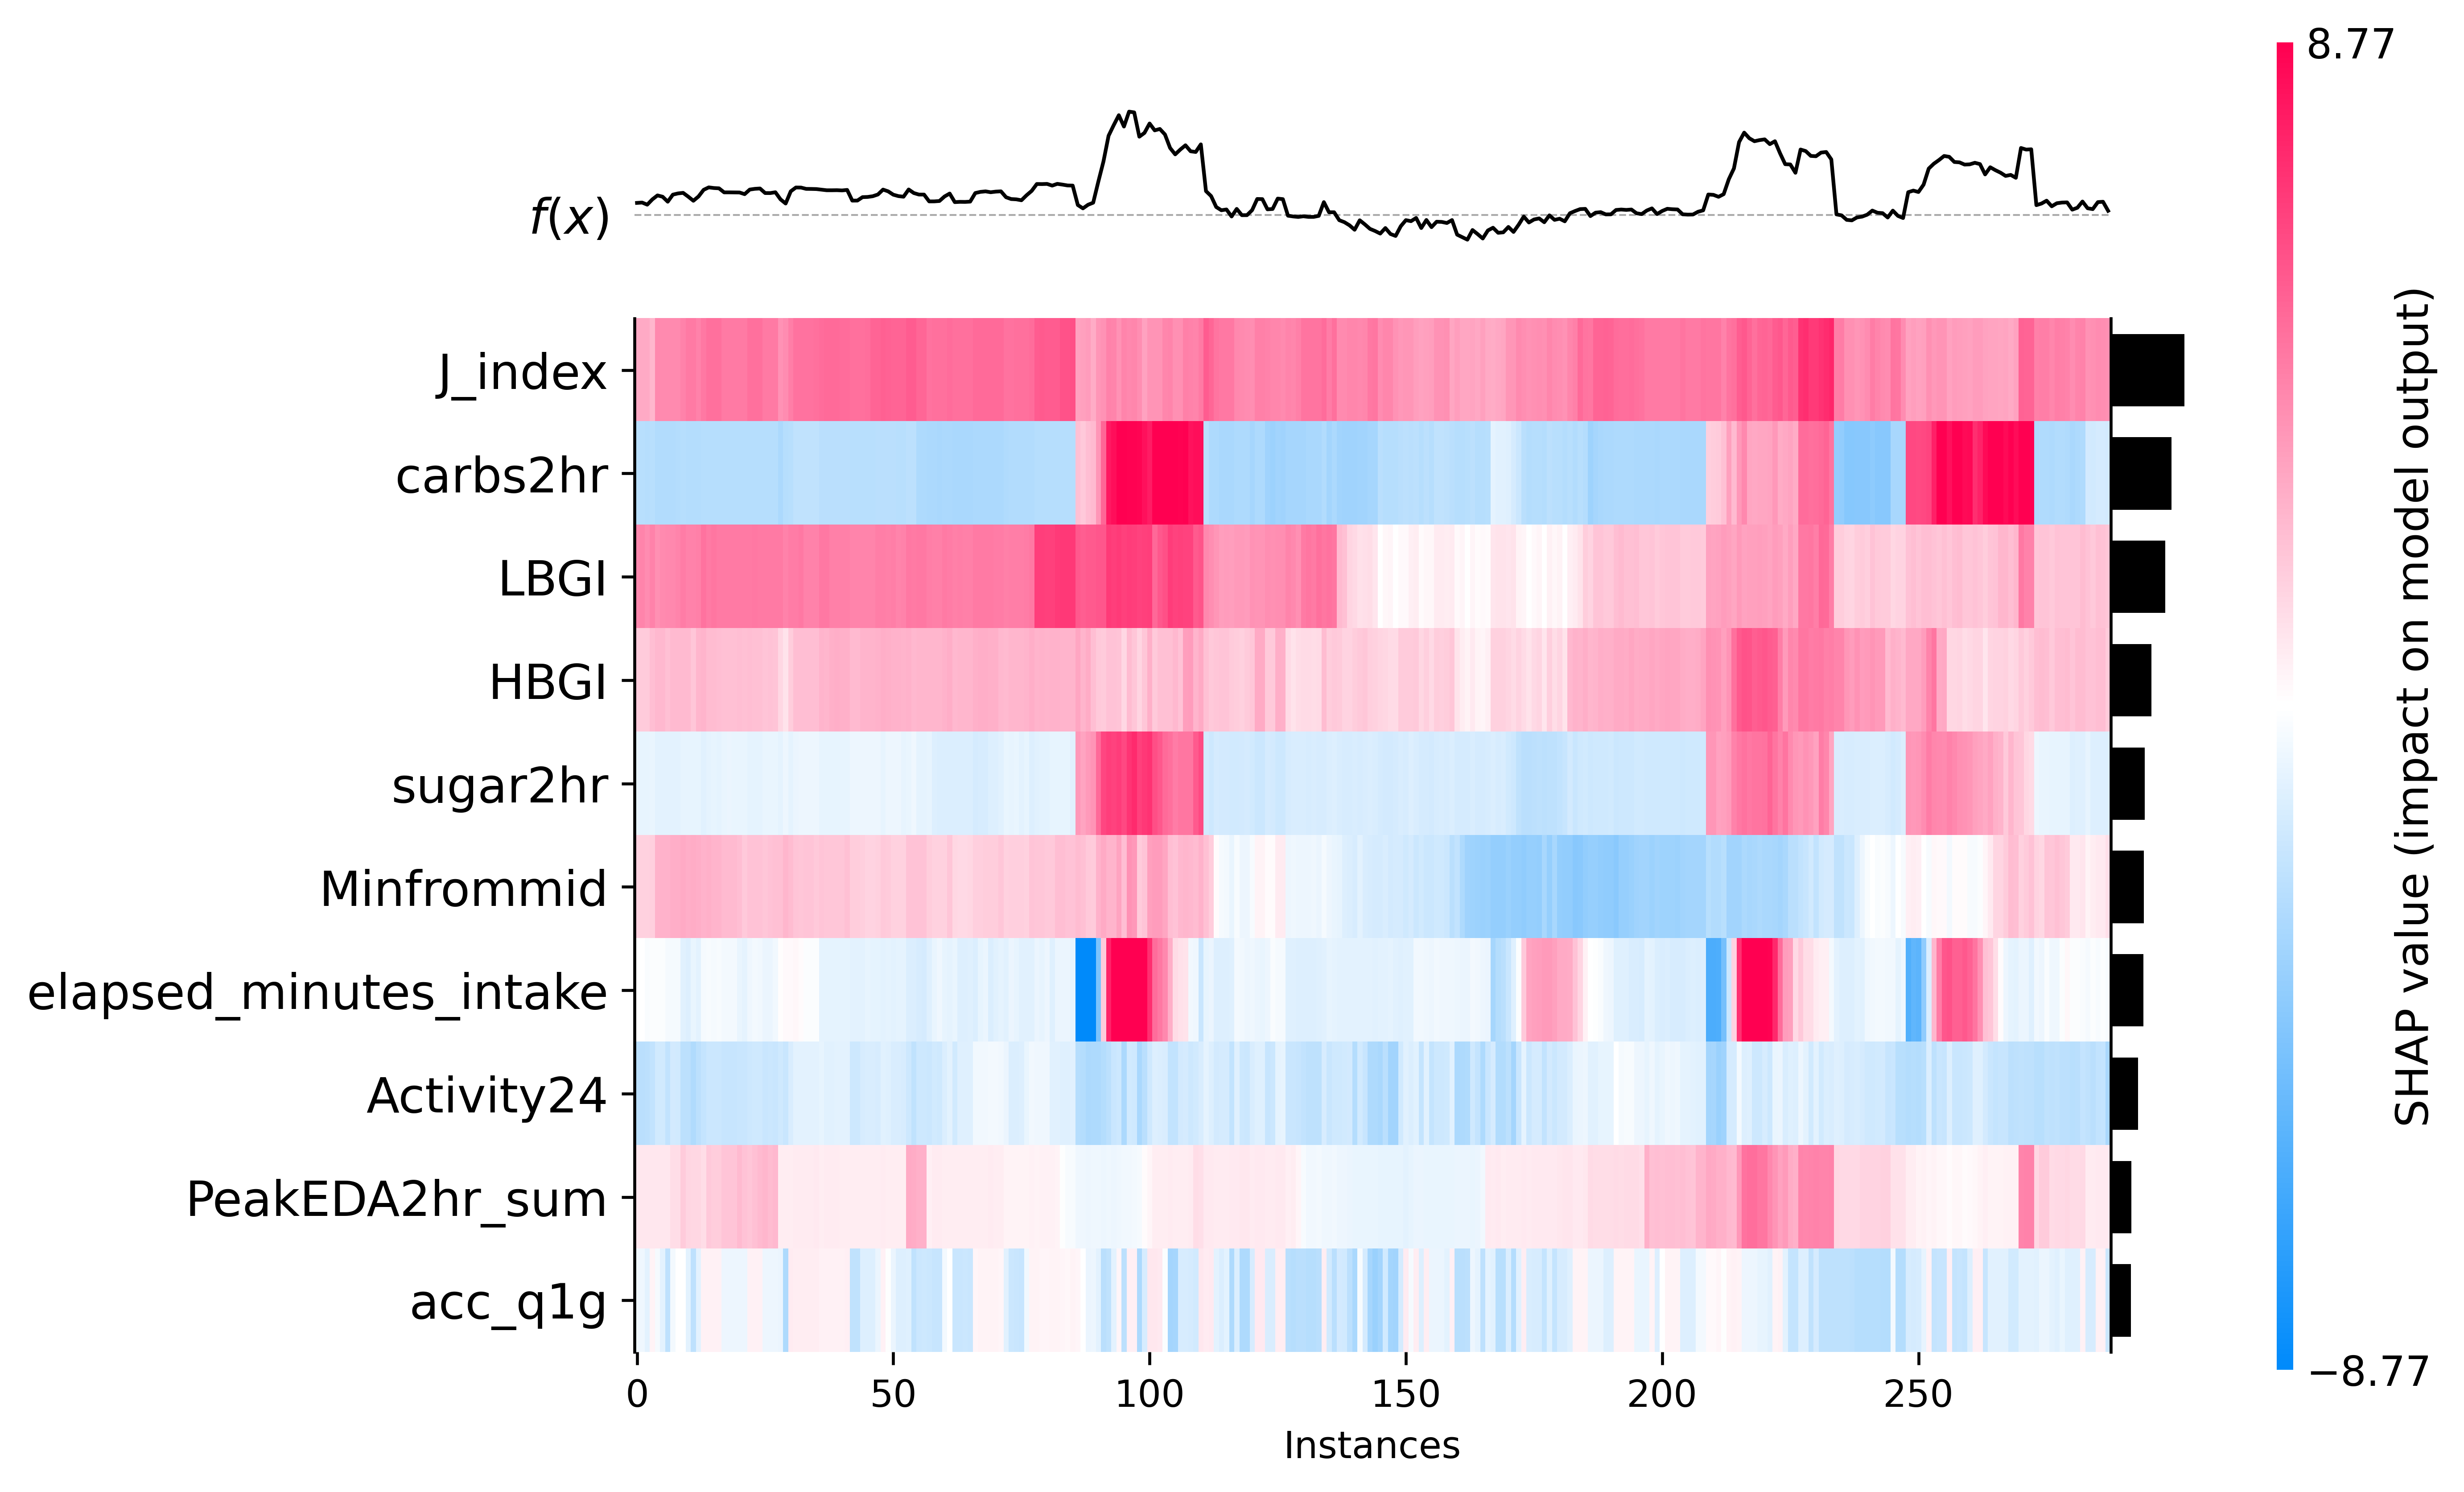 8.77
f(x)
J_index
carbs2hr
LBGI
HBGI
sugar2hr
Minfrommid
elapsed_minutes_intake
Activity24
PeakEDA2hr_sum
acc_q1g
0 50 100 150 200 250
Instances
SHAP value (impact on model output)
−8.77